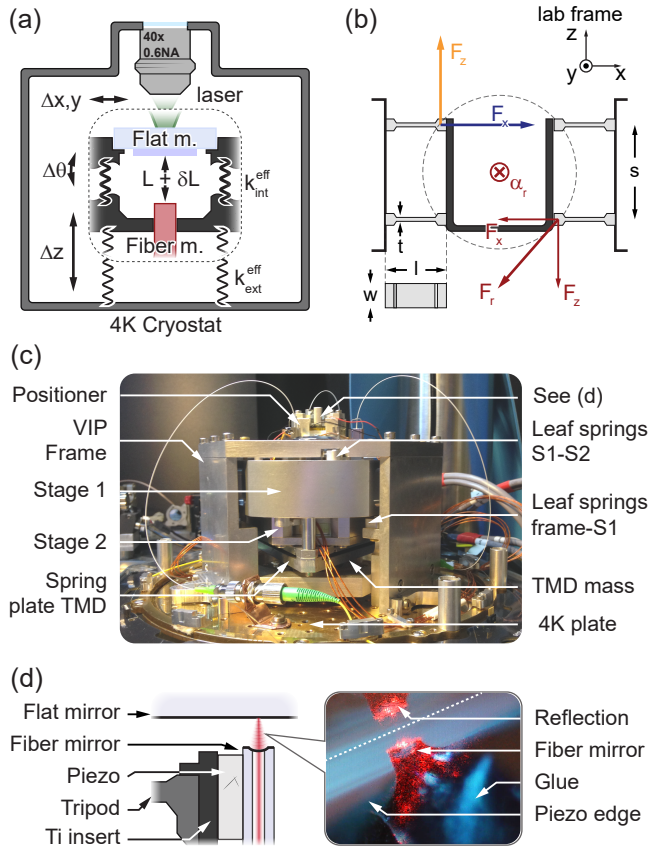 (a)
40x
0.6NA
Δx,y
laser
Flat m.
Δθ
L + δL
k_int^eff
Δz
Fiber m.
k_ext^eff
4K Cryostat
(b)
lab frame
z
y
x
F_z
F_x
α_r
s
F_x
t
l
w
F_r
F_z
(c)
Positioner
VIP
Frame
Stage 1
Stage 2
Spring
plate TMD
See (d)
Leaf springs
S1-S2
Leaf springs
frame-S1
TMD mass
4K plate
(d)
Flat mirror
Fiber mirror
Piezo
Tripod
Ti insert
Reflection
Fiber mirror
Glue
Piezo edge